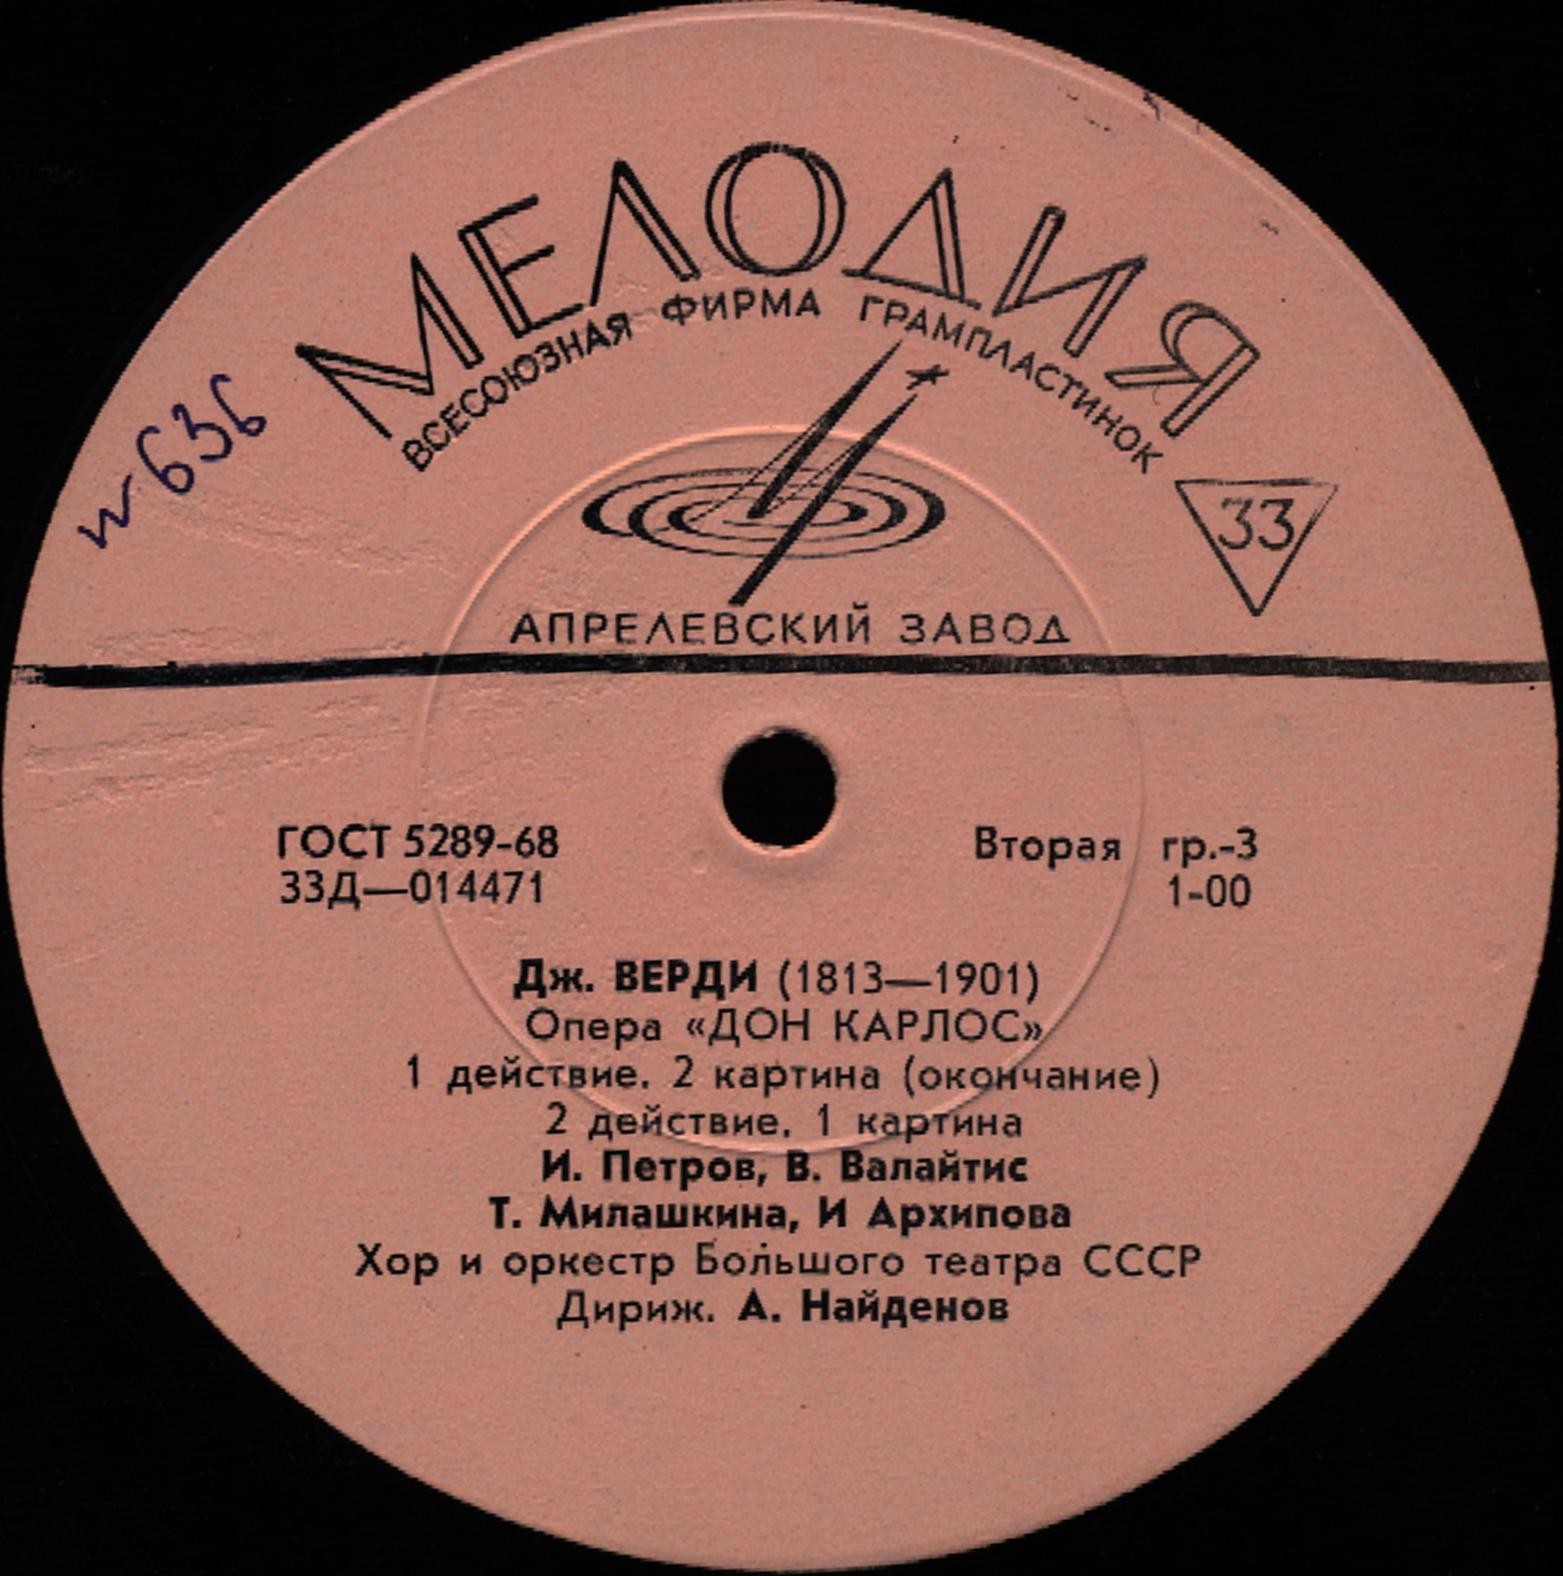 МЕЛОДИЯ
ВСЕСОЮЗНАЯ ФИРМА ГРАМПЛАСТИНОК
№ 636
33
АПРЕЛЕВСКИЙ ЗАВОД
ГОСТ 5289-68
Вторая гр.-3
33Д—014471
1-00
Дж. ВЕРДИ (1813—1901)
Опера «ДОН КАРЛОС»
1 действие. 2 картина (окончание)
2 действие. 1 картина
И. Петров, В. Валайтис
Т. Милашкина, И Архипова
Хор и оркестр Большого театра СССР
Дириж. А. Найденов